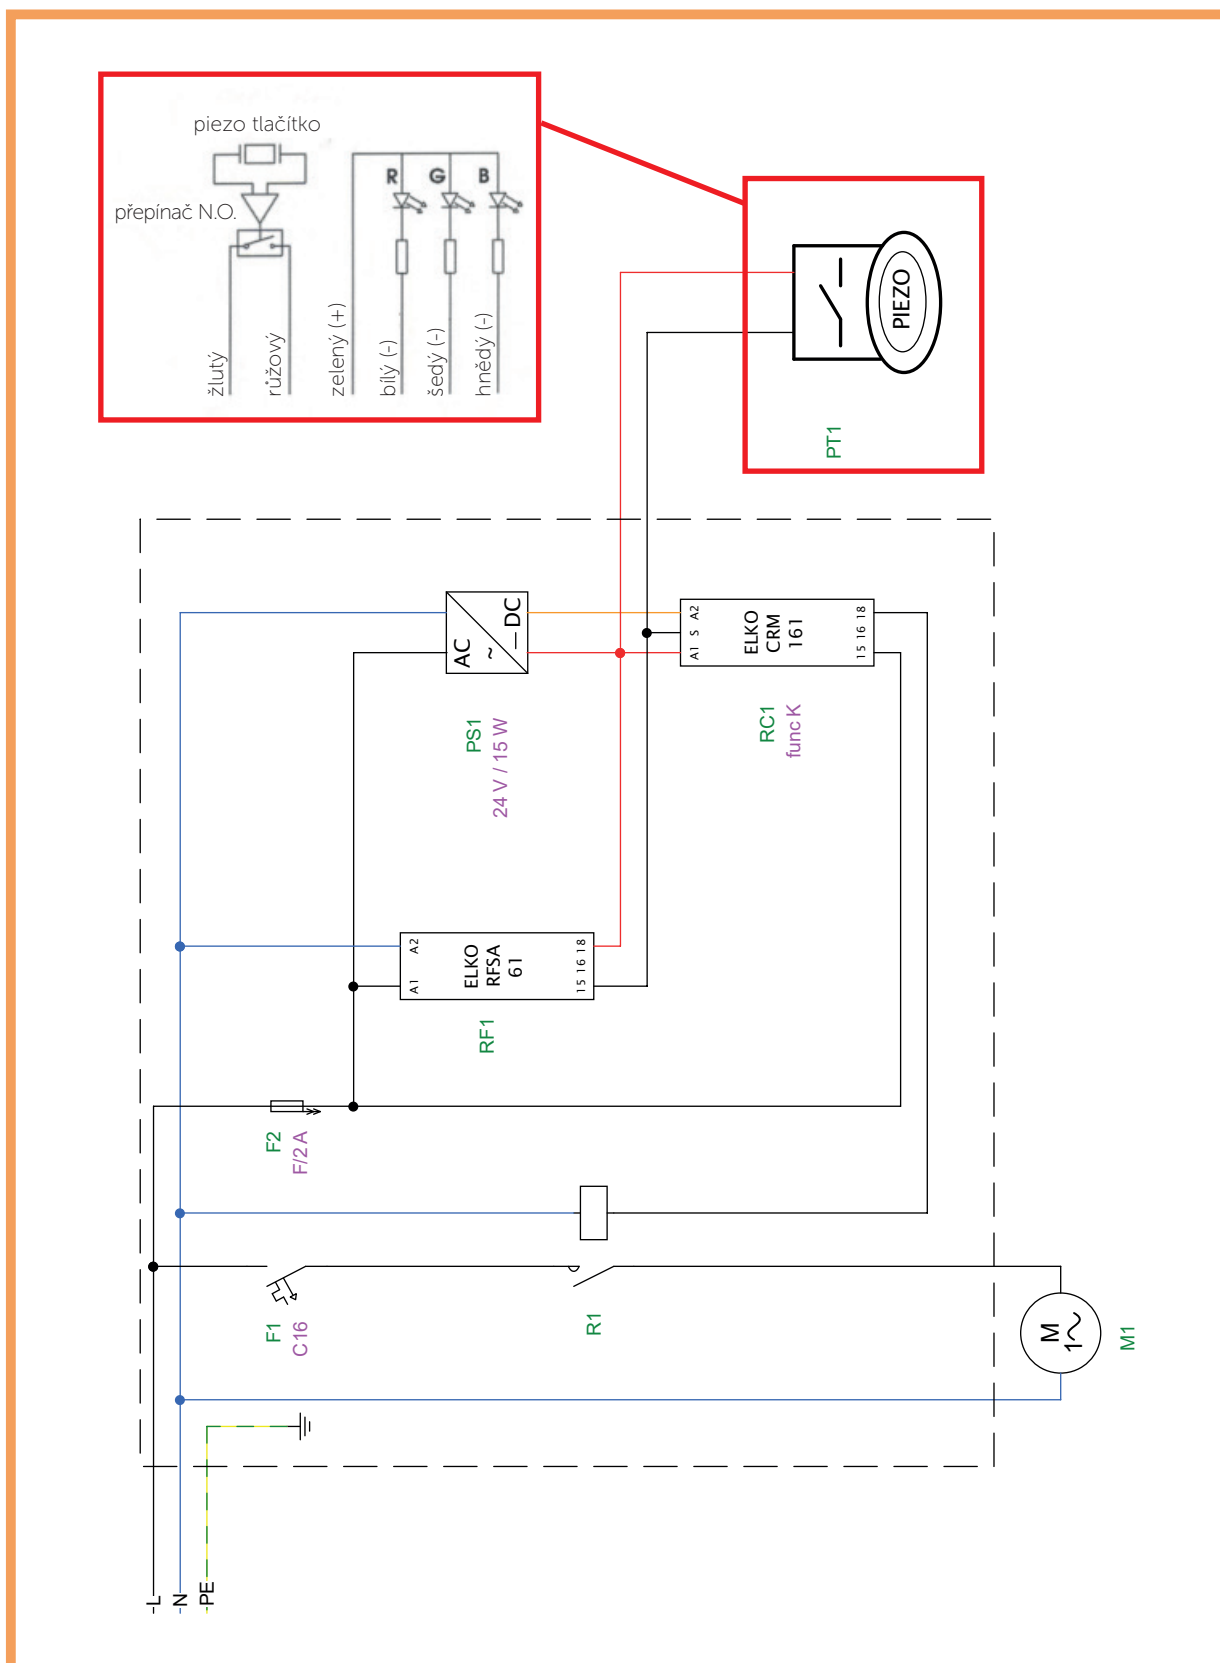 piezo tlačítko
přepínač N.O.
R
G
B
žlutý
růžový
zelený (+)
bílý (-)
šedý (-)
hnědý (-)
PIEZO
PT1
AC
~
DC
PS1
24 V / 15 W
A1 S A2
ELKO
CRM
161
15 16 18
RC1
func K
A1 A2
ELKO
RFSA
61
15 16 18
RF1
F2
F/2 A
F1
C16
R1
M
1~
M1
L
N
PE